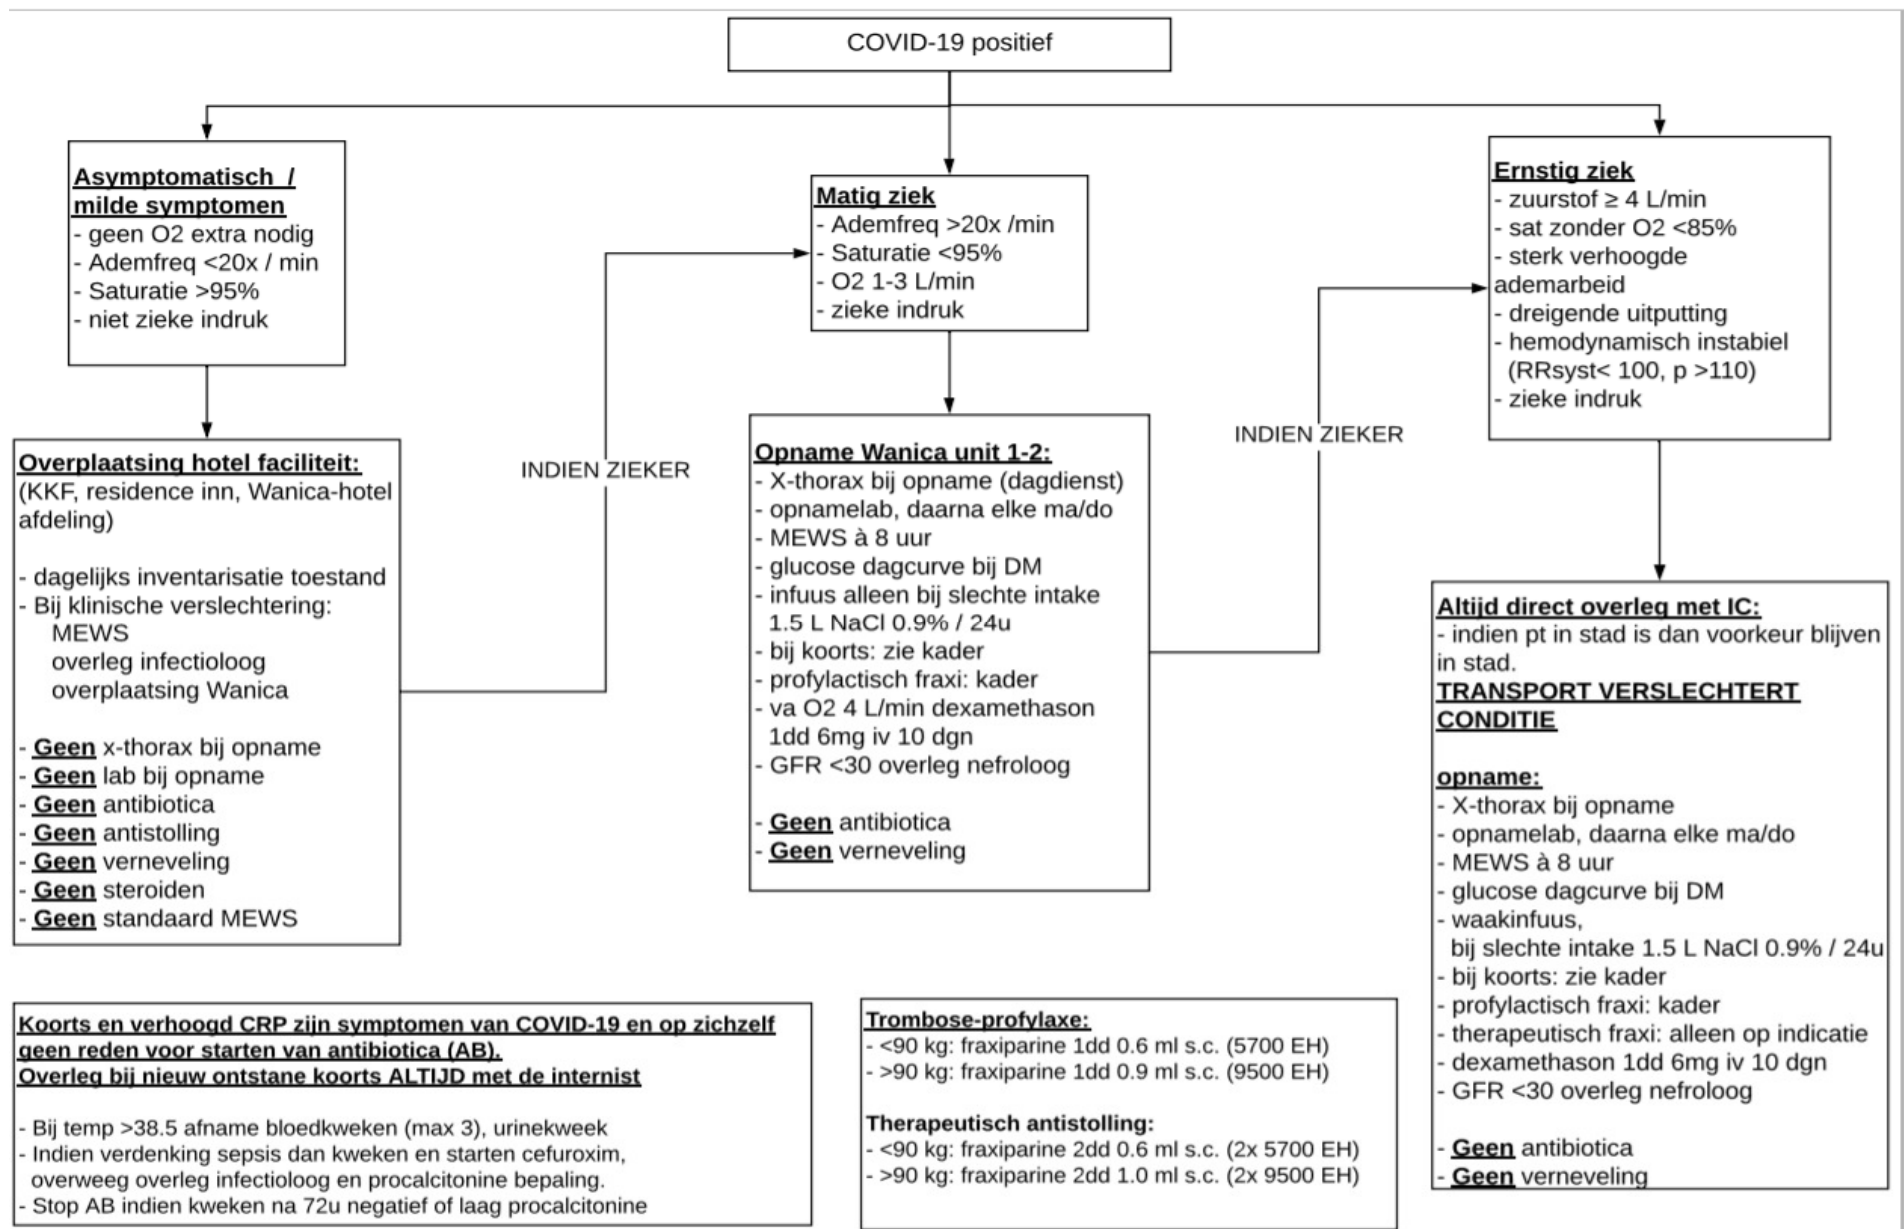 COVID-19 positief
Asymptomatisch /
milde symptomen
- geen O2 extra nodig
- Ademfreq <20x / min
- Saturatie >95%
- niet zieke indruk
Matig ziek
- Ademfreq >20x /min
- Saturatie <95%
- O2 1-3 L/min
- zieke indruk
Ernstig ziek
- zuurstof ≥ 4 L/min
- sat zonder O2 <85%
- sterk verhoogde
ademarbeid
- dreigende uitputting
- hemodynamisch instabiel
(RRsyst< 100, p >110)
- zieke indruk
Overplaatsing hotel faciliteit:
(KKF, residence inn, Wanica-hotel
afdeling)
- dagelijks inventarisatie toestand
- Bij klinische verslechtering:
MEWS
overleg infectioloog
overplaatsing Wanica
- Geen x-thorax bij opname
- Geen lab bij opname
- Geen antibiotica
- Geen antistolling
- Geen verneveling
- Geen steroiden
- Geen standaard MEWS
INDIEN ZIEKER
Opname Wanica unit 1-2:
- X-thorax bij opname (dagdienst)
- opnamelab, daarna elke ma/do
- MEWS à 8 uur
- glucose dagcurve bij DM
- infuus alleen bij slechte intake
1.5 L NaCl 0.9% / 24u
- bij koorts: zie kader
- profylactisch fraxi: kader
- va O2 4 L/min dexamethason
1dd 6mg iv 10 dgn
- GFR <30 overleg nefroloog
- Geen antibiotica
- Geen verneveling
INDIEN ZIEKER
Altijd direct overleg met IC:
- indien pt in stad is dan voorkeur blijven
in stad.
TRANSPORT VERSLECHTERT
CONDITIE
opname:
- X-thorax bij opname
- opnamelab, daarna elke ma/do
- MEWS à 8 uur
- glucose dagcurve bij DM
- waakinfuus,
bij slechte intake 1.5 L NaCl 0.9% / 24u
- bij koorts: zie kader
- profylactisch fraxi: kader
- therapeutisch fraxi: alleen op indicatie
- dexamethason 1dd 6mg iv 10 dgn
- GFR <30 overleg nefroloog
- Geen antibiotica
- Geen verneveling
Koorts en verhoogd CRP zijn symptomen van COVID-19 en op zichzelf
geen reden voor starten van antibiotica (AB).
Overleg bij nieuw ontstane koorts ALTIJD met de internist
- Bij temp >38.5 afname bloedkweken (max 3), urinekweek
- Indien verdenking sepsis dan kweken en starten cefuroxim,
overweeg overleg infectioloog en procalcitonine bepaling.
- Stop AB indien kweken na 72u negatief of laag procalcitonine
Trombose-profylaxe:
- <90 kg: fraxiparine 1dd 0.6 ml s.c. (5700 EH)
- >90 kg: fraxiparine 1dd 0.9 ml s.c. (9500 EH)
Therapeutisch antistolling:
- <90 kg: fraxiparine 2dd 0.6 ml s.c. (2x 5700 EH)
- >90 kg: fraxiparine 2dd 1.0 ml s.c. (2x 9500 EH)